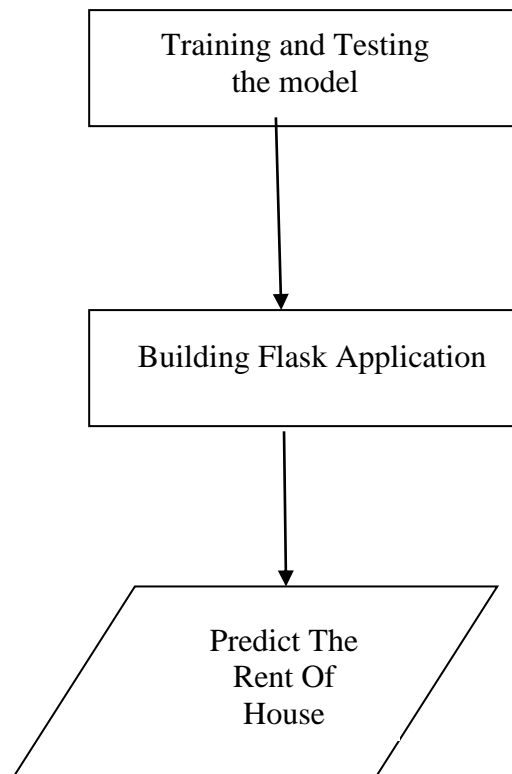 Training and Testing
the model
Building Flask Application
Predict The
Rent Of
House